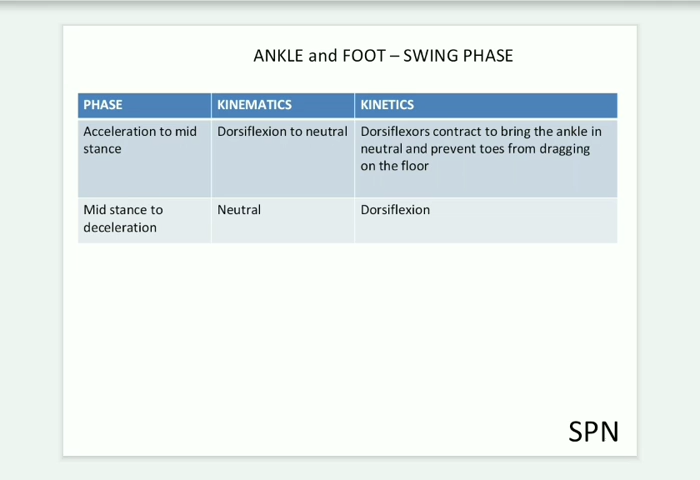 ANKLE and FOOT – SWING PHASE
PHASE KINEMATICS KINETICS
Acceleration to mid stance
Dorsiflexion to neutral
Dorsiflexors contract to bring the ankle in
neutral and prevent toes from dragging
on the floor
Mid stance to
deceleration
Neutral
Dorsiflexion
SPN